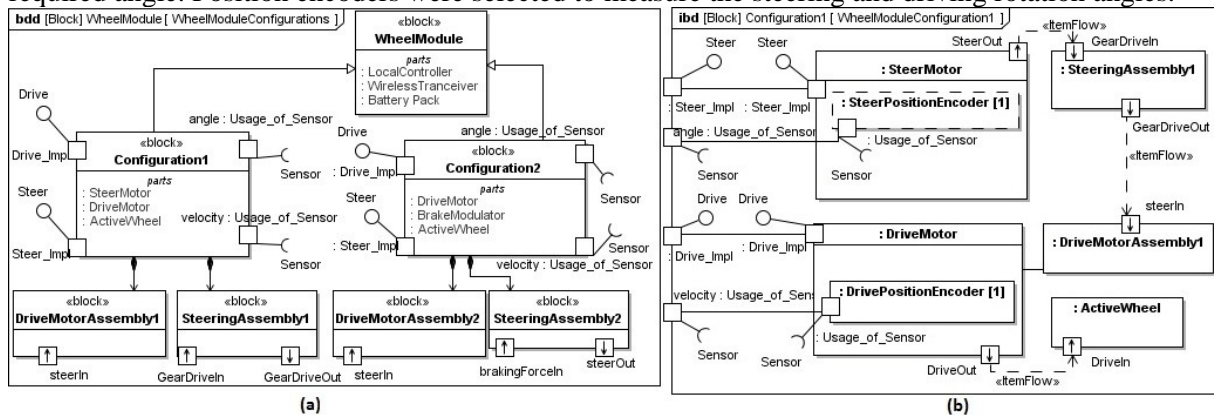 required angle. Position encoders were selected to measure the steering and driving rotation angles.
bdd [Block] WheelModule [ WheelModuleConfigurations ]
«block»
WheelModule
parts
: LocalController
: WirelessTranceiver
: Battery Pack
Drive
Drive_Impl
angle : Usage_of_Sensor
Sensor
«block»
Configuration1
parts
: SteerMotor
: DriveMotor
: ActiveWheel
Steer
Steer_Impl
velocity : Usage_of_Sensor
Sensor
Drive
: Drive_Impl
angle : Usage_of_Sensor
Sensor
«block»
Configuration2
parts
: DriveMotor
: BrakeModulator
: ActiveWheel
Steer
: Steer_Impl
velocity : Usage_of_Sensor
Sensor
«block»
DriveMotorAssembly1
steerIn
«block»
SteeringAssembly1
GearDriveIn
GearDriveOut
«block»
DriveMotorAssembly2
steerIn
«block»
SteeringAssembly2
brakingForceIn
steerOut
(a)
ibd [Block] Configuration1 [ WheelModuleConfiguration1 ]
«ItemFlow»
Steer
Steer
SteerOut
GearDriveIn
: SteerMotor
: SteeringAssembly1
: Steer_Impl
: Steer_Impl
: SteerPositionEncoder [1]
angle : Usage_of_Sensor
: Usage_of_Sensor
Sensor
Sensor
GearDriveOut
«ItemFlow»
steerIn
Drive
Drive
: Drive_Impl
: Drive_Impl
: DriveMotor
: DriveMotorAssembly1
velocity : Usage_of_Sens
: DrivePositionEncoder [1]
: ActiveWheel
: Usage_of_Sensor
Sensor
Sensor
DriveOut
DriveIn
«ItemFlow»
(b)